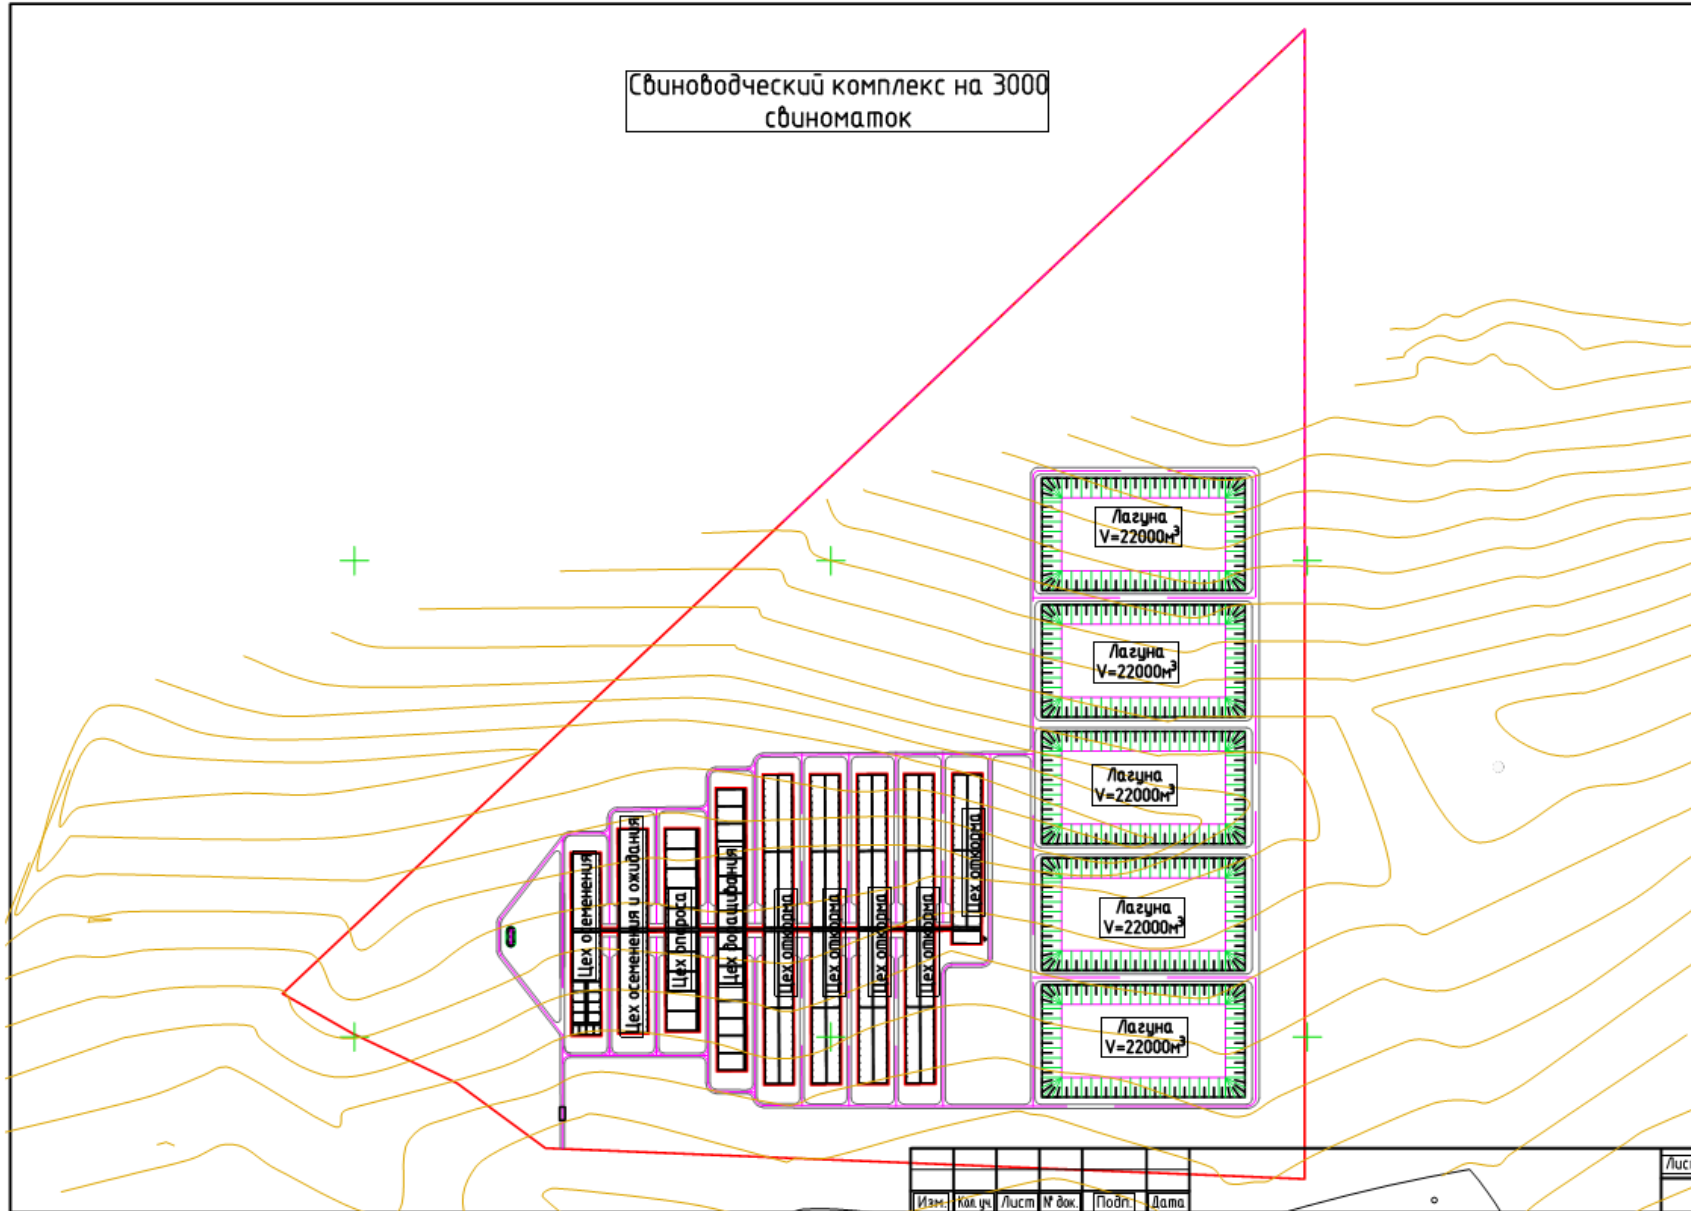 Свиноводческий комплекс на 3000
свиноматок
Лагуна
V=22000м³
Лагуна
V=22000м³
Лагуна
V=22000м³
Лагуна
V=22000м³
Лагуна
V=22000м³
Цех осеменения
Цех осеменения и ожидания
Цех опороса
Цех доращивания
Цех откорма
Цех откорма
Цех откорма
Цех откорма
Цех откорма
Изм. Кол.уч. Лист № док. Подп. Дата